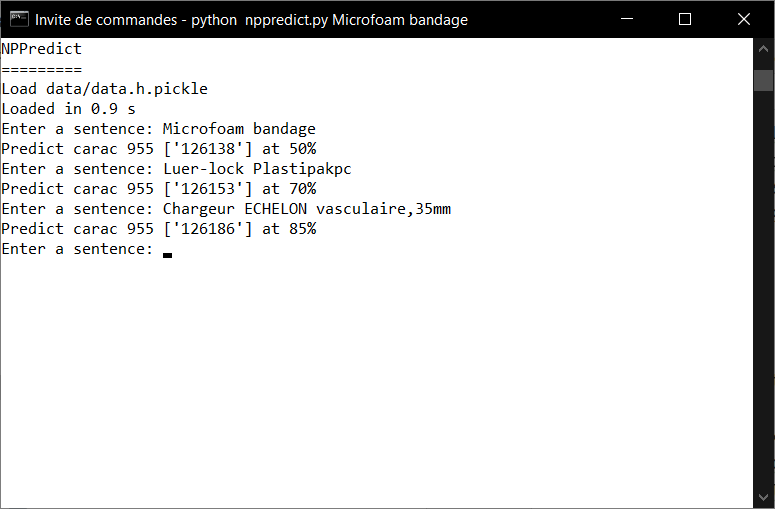 Invite de commandes - python  nppredict.py Microfoam bandage
NPPredict
=========
Load data/data.h.pickle
Loaded in 0.9 s
Enter a sentence: Microfoam bandage
Predict carac 955 ['126138'] at 50%
Enter a sentence: Luer-lock Plastipakpc
Predict carac 955 ['126153'] at 70%
Enter a sentence: Chargeur ECHELON vasculaire,35mm
Predict carac 955 ['126186'] at 85%
Enter a sentence: